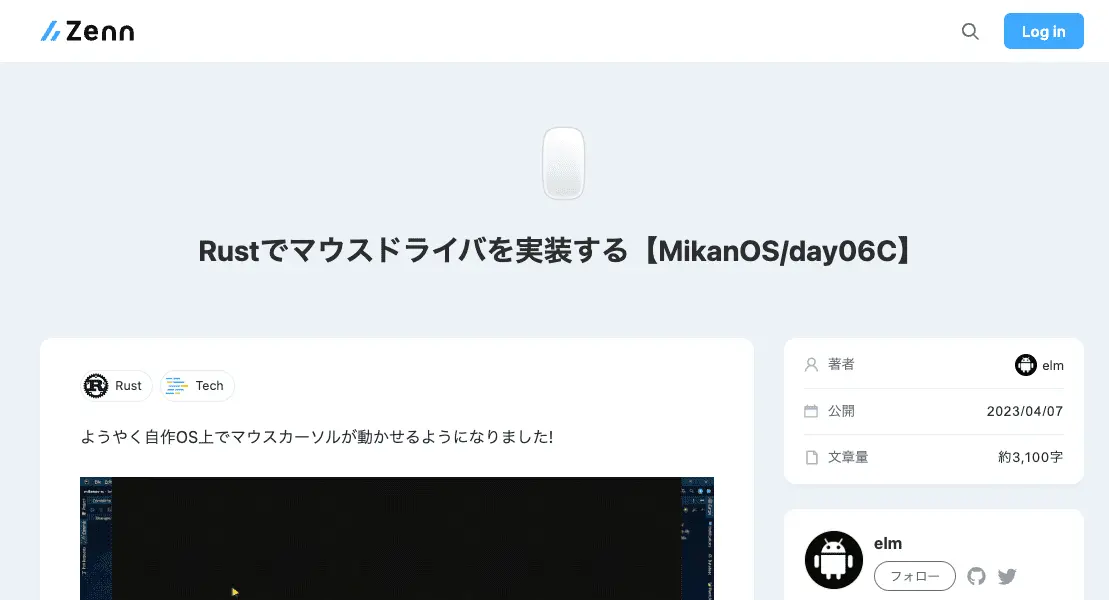 Zenn
Log in
Rustでマウスドライバを実装する【MikanOS/day06C】
Rust
Tech
ようやく自作OS上でマウスカーソルが動かせるようになりました!
著者
elm
公開
2023/04/07
文章量
約3,100字
elm
フォロー